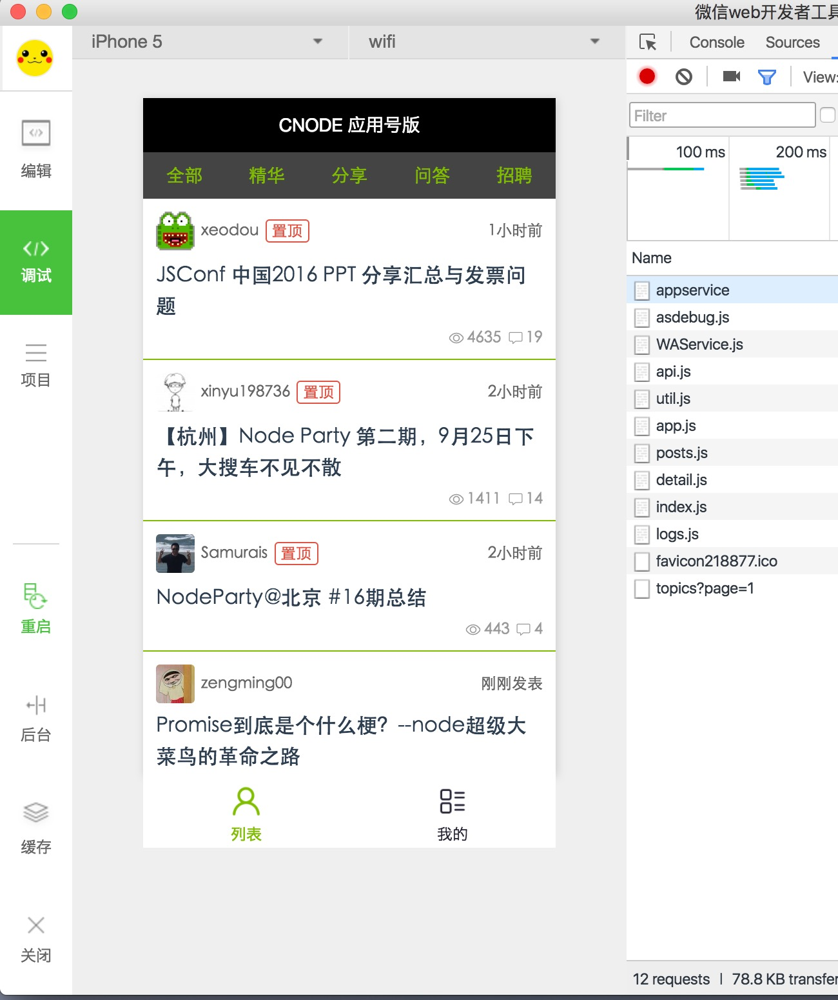 微信web开发者工具
iPhone 5
wifi
Console
Sources
View:
Filter
100 ms
200 ms
Name
appservice
asdebug.js
WAService.js
api.js
util.js
app.js
posts.js
detail.js
index.js
logs.js
favicon218877.ico
topics?page=1
12 requests | 78.8 KB transfer
编辑
调试
项目
重启
后台
缓存
关闭
CNODE 应用号版
全部 精华 分享 问答 招聘
xeodou 置顶 1小时前
JSConf 中国2016 PPT 分享汇总与发票问
题
4635 19
xinyu198736 置顶 2小时前
【杭州】Node Party 第二期，9月25日下
午，大搜车不见不散
1411 14
Samurais 置顶 2小时前
NodeParty@北京 #16期总结
443 4
zengming00 刚刚发表
Promise到底是个什么梗？--node超级大
菜鸟的革命之路
列表 我的